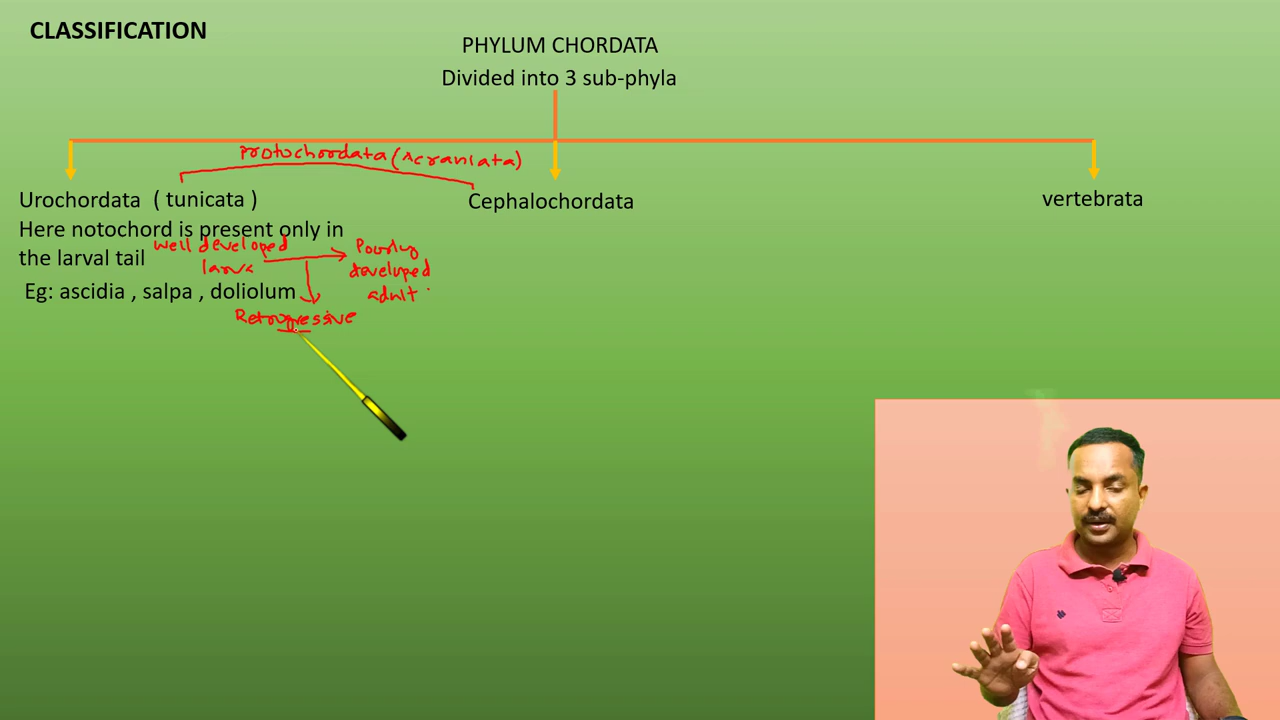 CLASSIFICATION
PHYLUM CHORDATA
Divided into 3 sub-phyla
Protochordata (Acraniata)
Urochordata ( tunicata )
Cephalochordata
vertebrata
Here notochord is present only in
the larval tail
well developed
larva
Poorly
developed
adult
Eg: ascidia , salpa , doliolum
Retrogressive